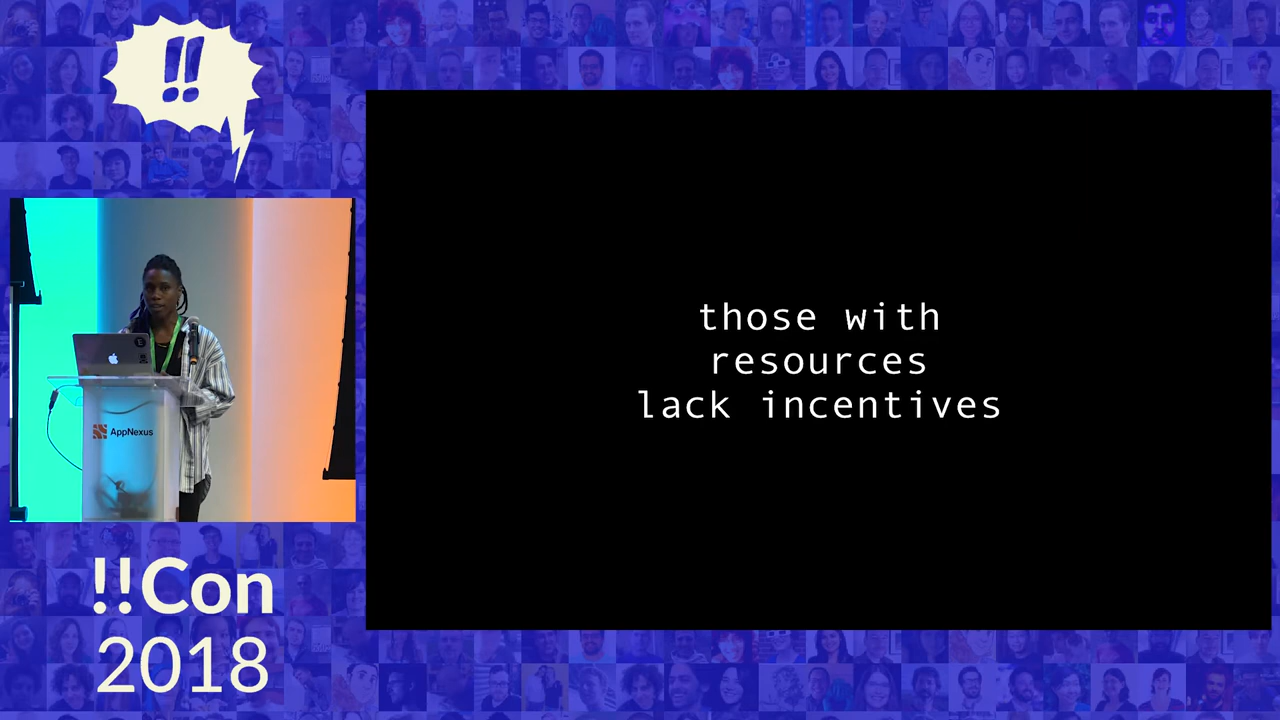 !!
those with
resources
lack incentives
AppNexus
!!Con
2018